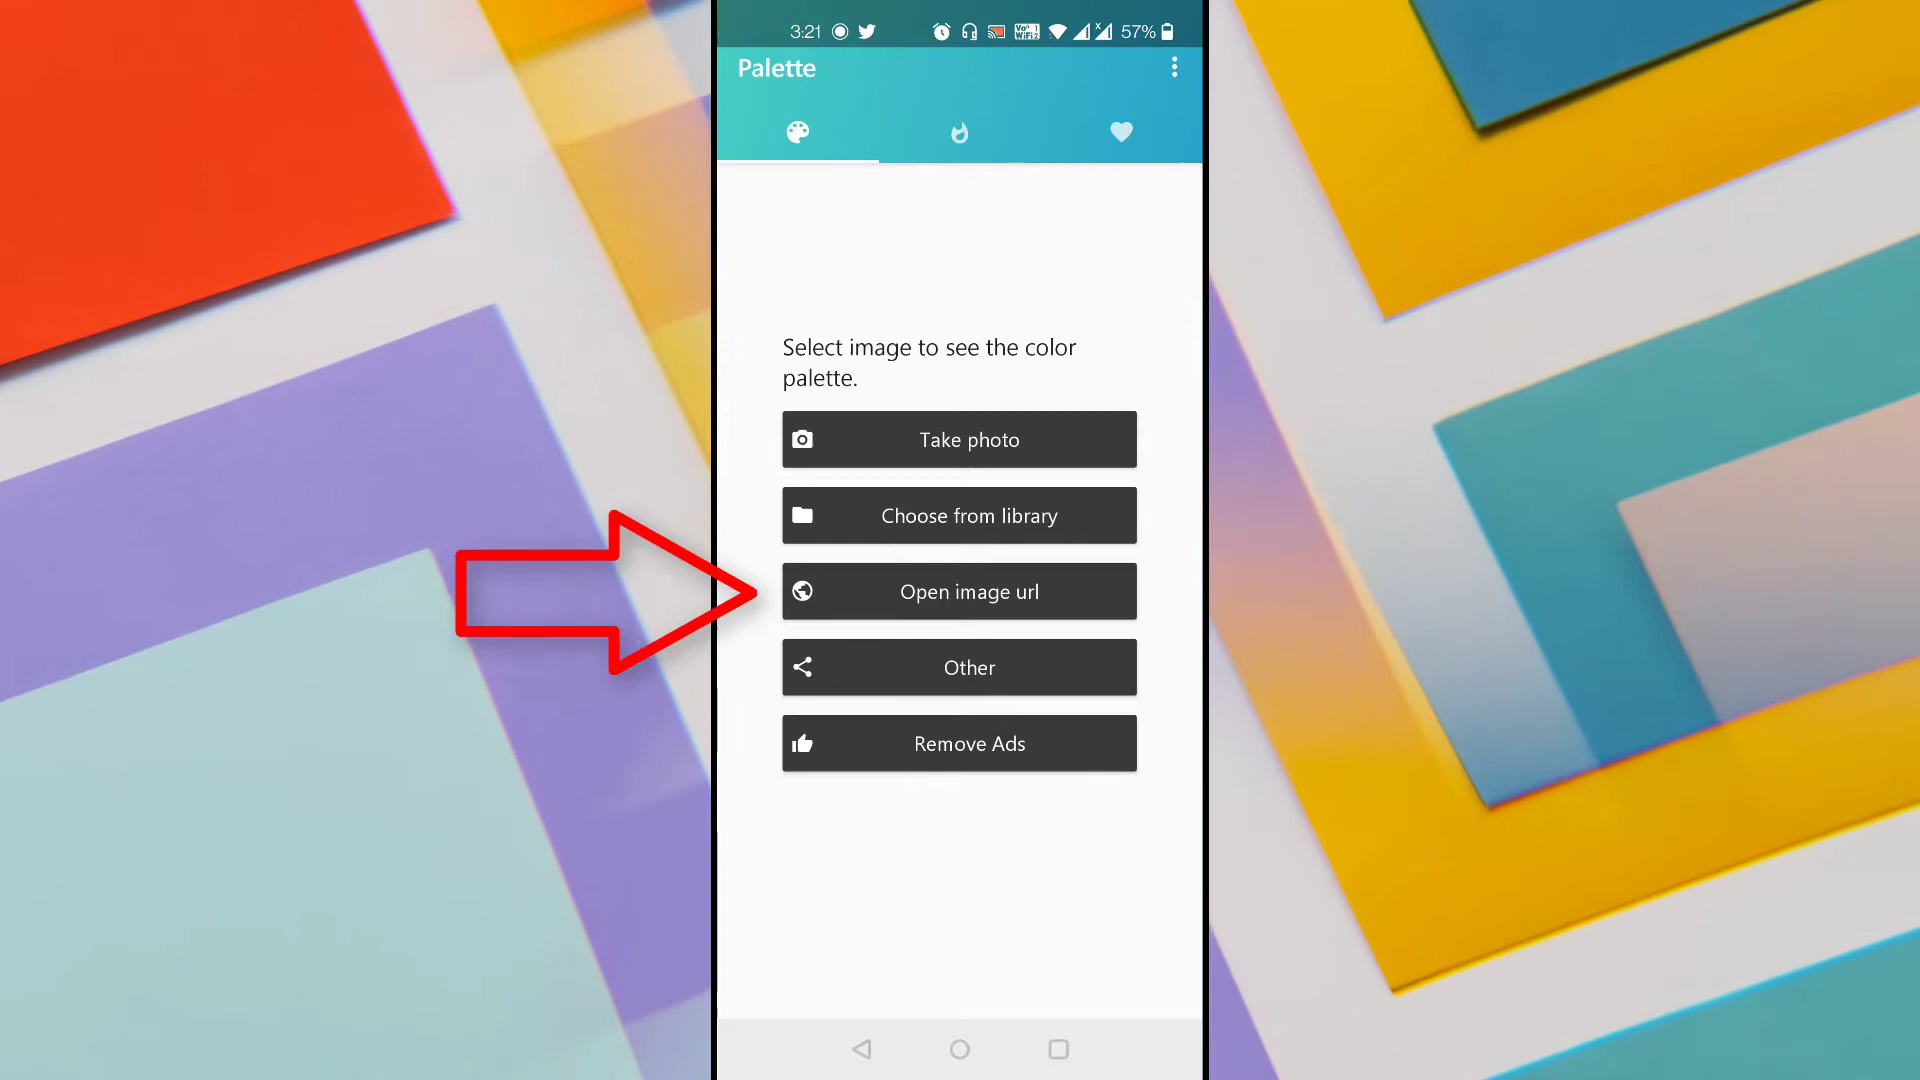 3:21 57%
Palette
Select image to see the color
palette.
Take photo
Choose from library
Open image url
Other
Remove Ads